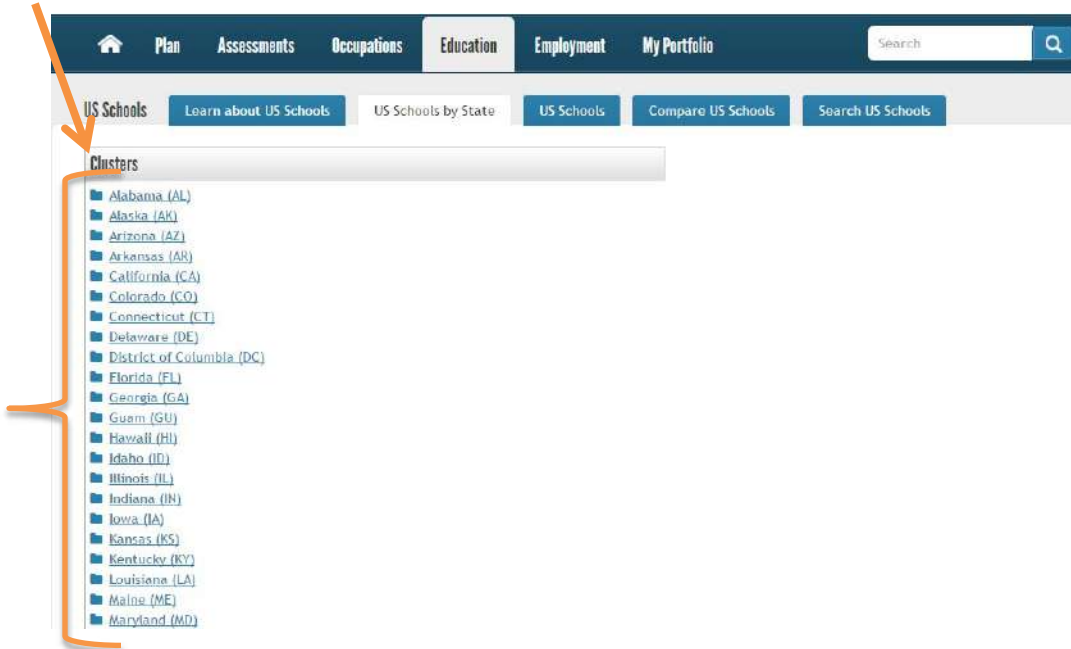 Plan Assessments Occupations Education Employment My Portfolio Search
US Schools Learn about US Schools US Schools by State US Schools Compare US Schools Search US Schools
Clusters
Alabama (AL)
Alaska (AK)
Arizona (AZ)
Arkansas (AR)
California (CA)
Colorado (CO)
Connecticut (CT)
Delaware (DE)
District of Columbia (DC)
Florida (FL)
Georgia (GA)
Guam (GU)
Hawaii (HI)
Idaho (ID)
Illinois (IL)
Indiana (IN)
Iowa (IA)
Kansas (KS)
Kentucky (KY)
Louisiana (LA)
Maine (ME)
Maryland (MD)